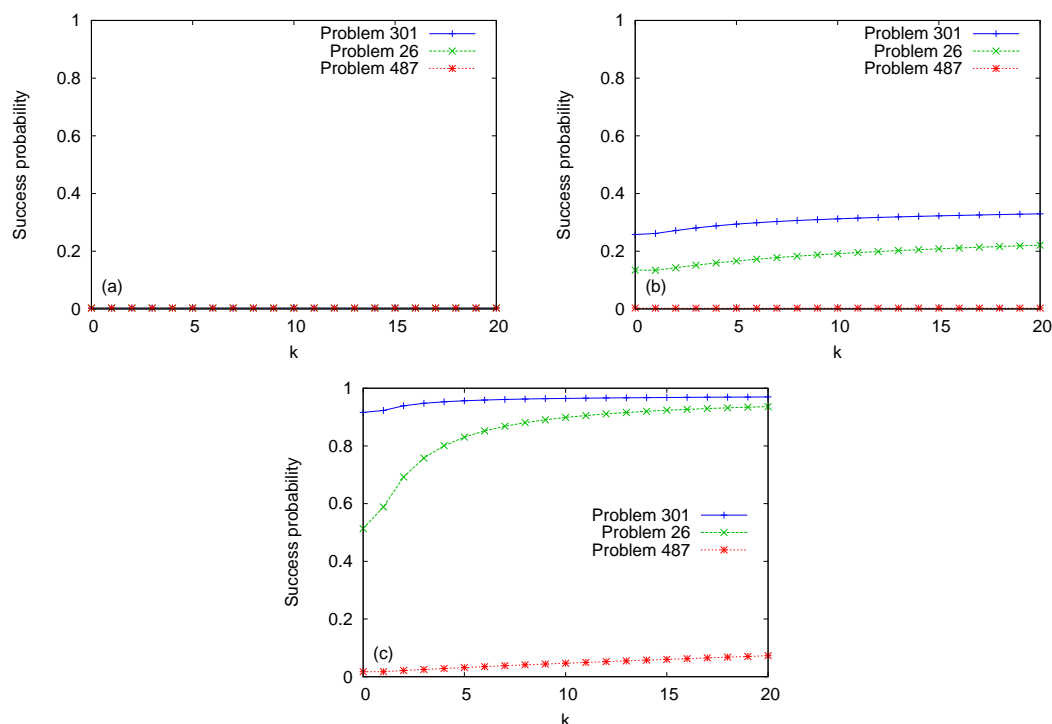 1
0.8
0.6
0.4
0.2
0
Success probability
Problem 301
Problem 26
Problem 487
(a)
0 5 10 15 20
k
1
0.8
0.6
0.4
0.2
0
Success probability
Problem 301
Problem 26
Problem 487
(b)
0 5 10 15 20
k
1
0.8
0.6
0.4
0.2
0
Success probability
Problem 301
Problem 26
Problem 487
(c)
0 5 10 15 20
k